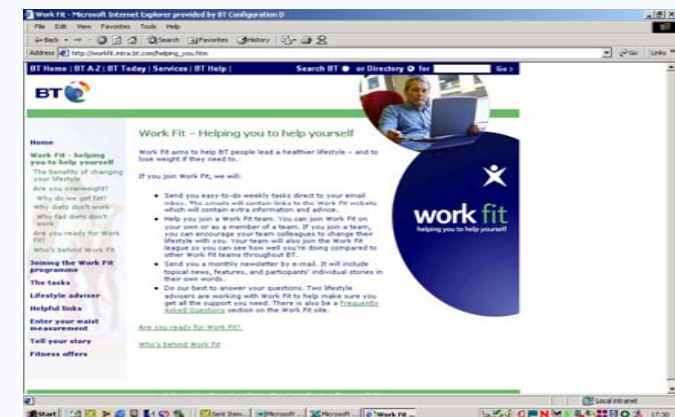 Work Fit - Microsoft Internet Explorer provided by BT Configuration D
File Edit View Favorites Tools Help
Back Search Favorites History
Address http://workfit.intra.bt.com/helping_you.htm Go Links
BT Home | BT A-Z | BT Today | Services | BT Help | Search BT or Directory for Go >
BT
Home
Work Fit - helping you to help yourself
The benefits of changing your lifestyle
Are you overweight?
Why do we get fat?
Why diets don't work
Why fad diets don't work
Are you ready for Work Fit?
Who's behind Work Fit
Joining the Work Fit programme
The tasks
Lifestyle adviser
Helpful links
Enter your waist measurement
Tell your story
Fitness offers
Work Fit – Helping you to help yourself
Work Fit aims to help BT people lead a healthier lifestyle – and to
lose weight if they need to.
If you join Work Fit, we will:
Send you easy-to-do weekly tasks direct to your email
inbox. The emails will contain links to the Work Fit website
which will contain extra information and advice.
Help you join a Work Fit team. You can join Work Fit on
your own or as a member of a team. If you join a team,
you can encourage your team colleagues to change their
lifestyle with you. Your team will also join the Work Fit
league so you can see how well you're doing compared to
other Work Fit teams throughout BT.
Send you a monthly newsletter by e-mail. It will include
topical news, features, and participants' individual stories in
their own words.
Do our best to answer your questions. Two lifestyle
advisers are working with Work Fit to help make sure you
get all the support you need. There is also a Frequently
Asked Questions section on the Work Fit site.
Are you ready for Work Fit?
Who's behind Work Fit
work fit
helping you to help yourself
Local intranet
Start Sent Item... Microsoft ... Microsoft ... Work Fit ... 17:30